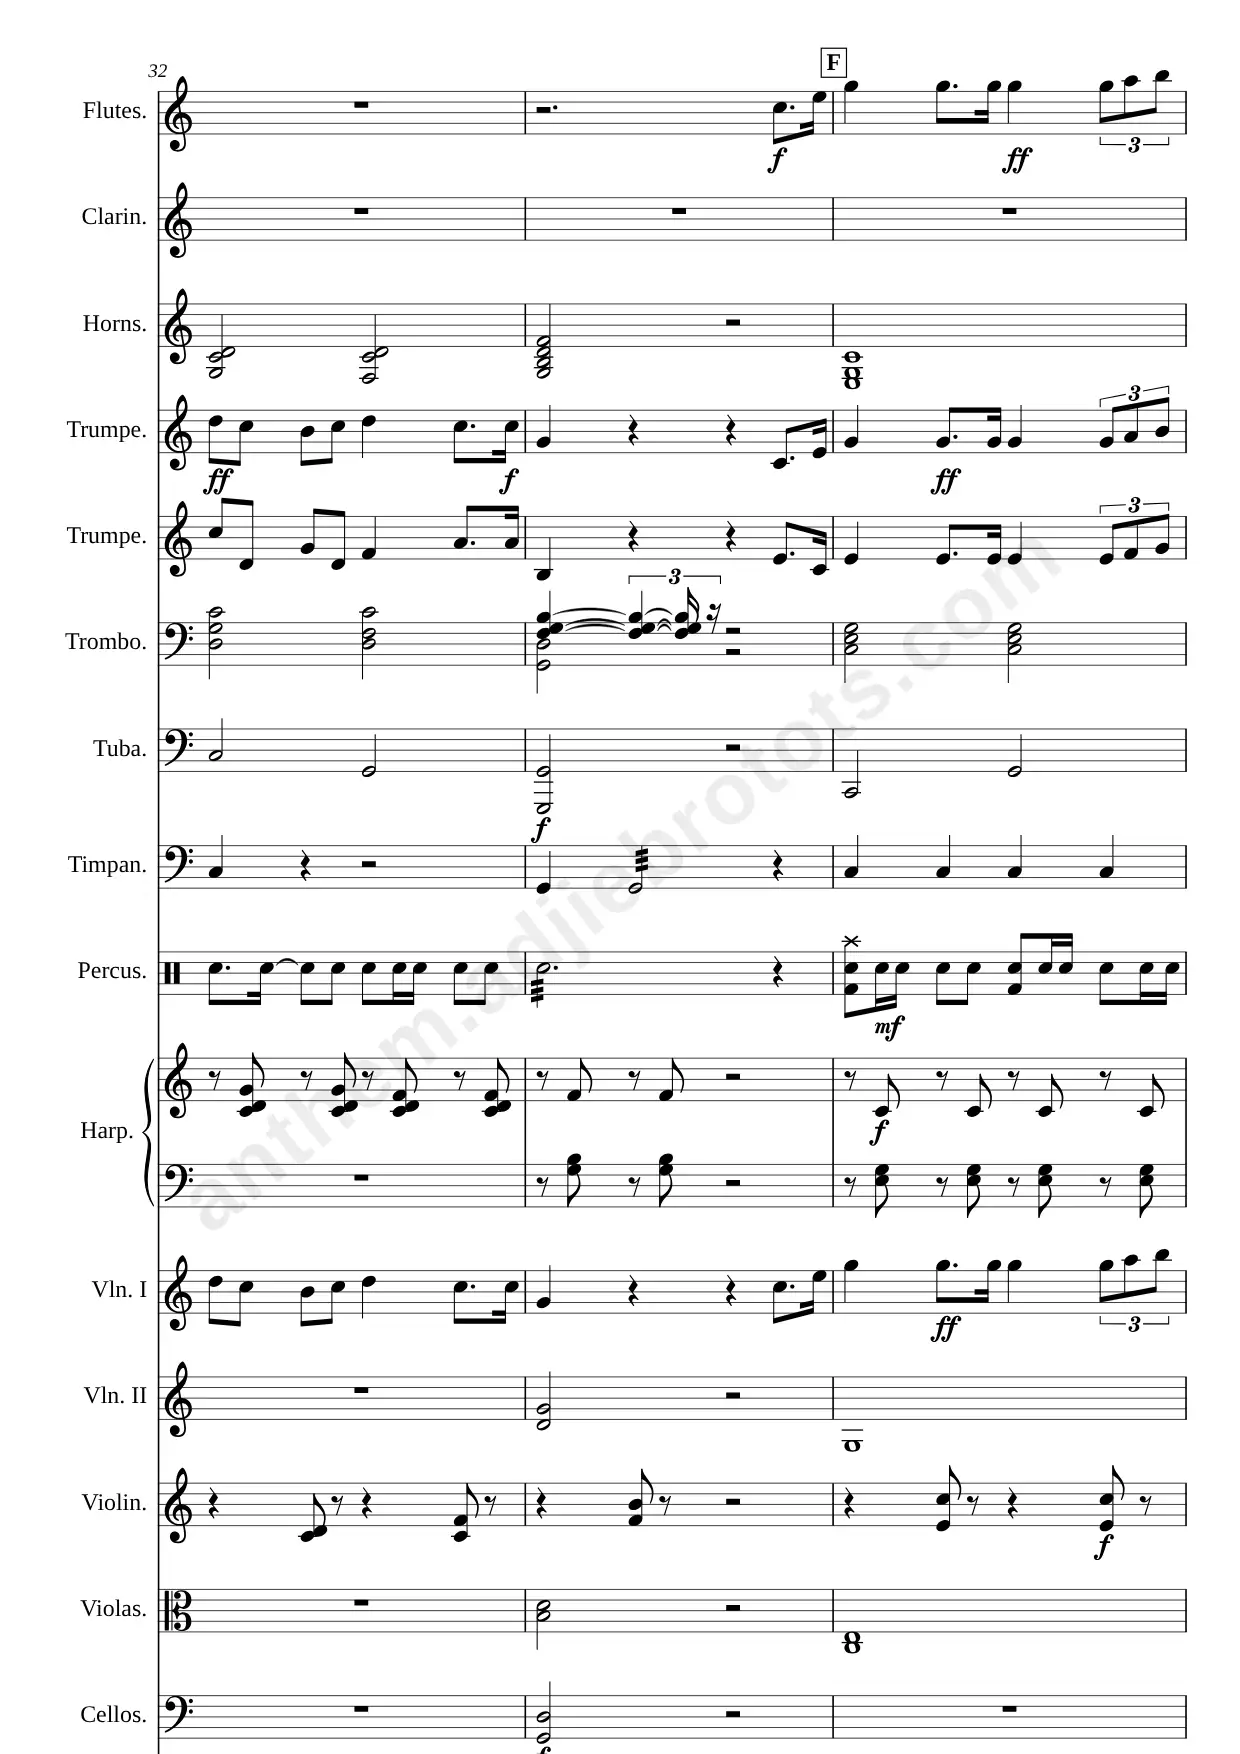 F
32
Flutes.
f
ff
3
Clarin.
Horns.
3
Trumpe.
ff
f
ff
3
Trumpe.
3
Trombo.
Tuba.
f
Timpan.
Percus.
mf
Harp.
f
Vln. I
ff
3
Vln. II
Violin.
f
Violas.
Cellos.
f
anthem.adjiebrotots.com